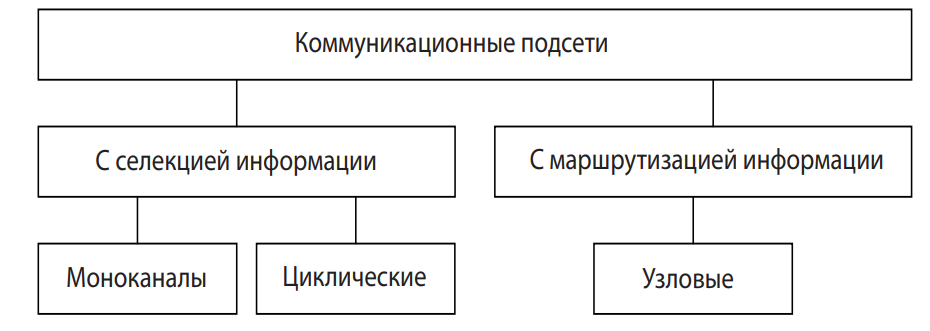 Коммуникационные подсети
С селекцией информации
С маршрутизацией информации
Моноканалы
Циклические
Узловые